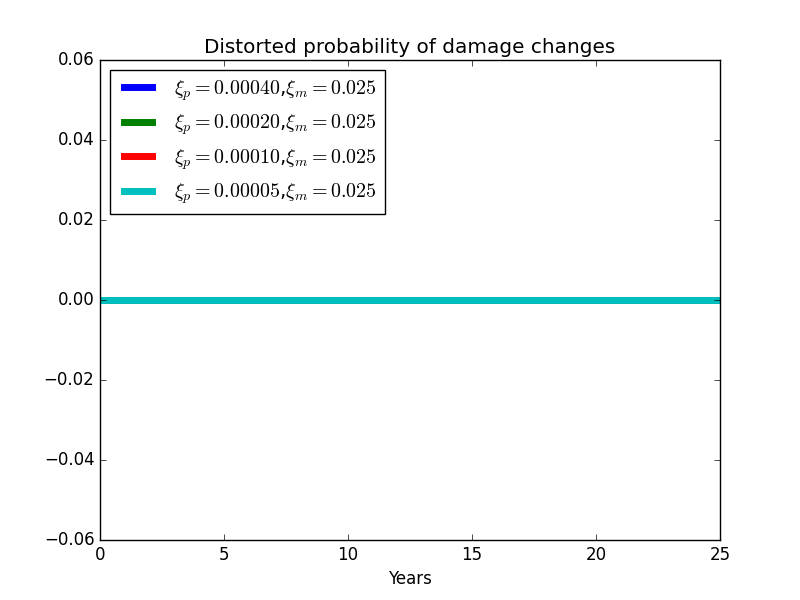 Distorted probability of damage changes
0.06
0.04
0.02
0.00
−0.02
−0.04
−0.06
ξp = 0.00040,ξm = 0.025
ξp = 0.00020,ξm = 0.025
ξp = 0.00010,ξm = 0.025
ξp = 0.00005,ξm = 0.025
0 5 10 15 20 25
Years